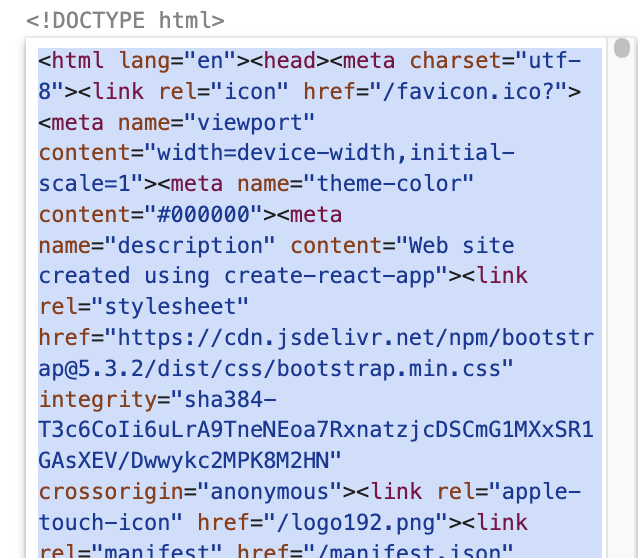 <!DOCTYPE html>
<html lang="en"><head><meta charset="utf-
8"><link rel="icon" href="/favicon.ico?">
<meta name="viewport"
content="width=device-width,initial-
scale=1"><meta name="theme-color"
content="#000000"><meta
name="description" content="Web site
created using create-react-app"><link
rel="stylesheet"
href="https://cdn.jsdelivr.net/npm/bootstr
ap@5.3.2/dist/css/bootstrap.min.css"
integrity="sha384-
T3c6CoIi6uLrA9TneNEoa7RxnatzjcDSCmG1MXxSR1
GAsXEV/Dwwykc2MPK8M2HN"
crossorigin="anonymous"><link rel="apple-
touch-icon" href="/logo192.png"><link
rel="manifest" href="/manifest.json"